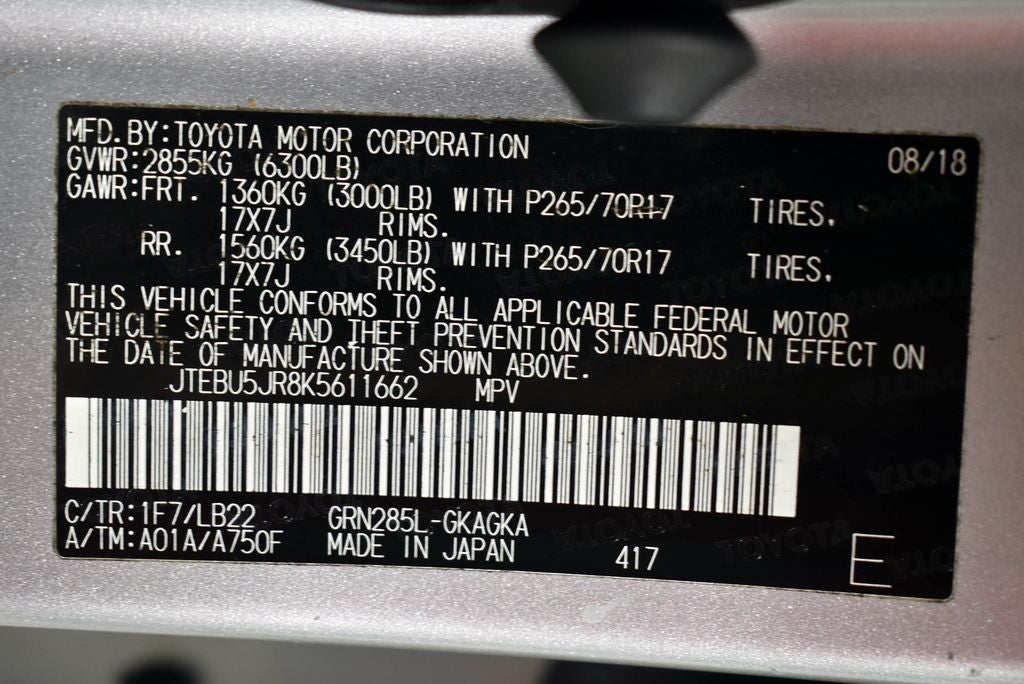 MFD.BY:TOYOTA MOTOR CORPORATION 08/18
GVWR:2855KG (6300LB)
GAWR:FRT. 1360KG (3000LB) WITH P265/70R17 TIRES,
17X7J RIMS.
RR. 1560KG (3450LB) WITH P265/70R17 TIRES,
17X7J RIMS.
THIS VEHICLE CONFORMS TO ALL APPLICABLE FEDERAL MOTOR
VEHICLE SAFETY AND THEFT PREVENTION STANDARDS IN EFFECT ON
THE DATE OF MANUFACTURE SHOWN ABOVE.
JTEBU5JR8K5611662 MPV
C/TR:1F7/LB22 GRN285L-GKAGKA
A/TM:A01A/A750F MADE IN JAPAN 417 E